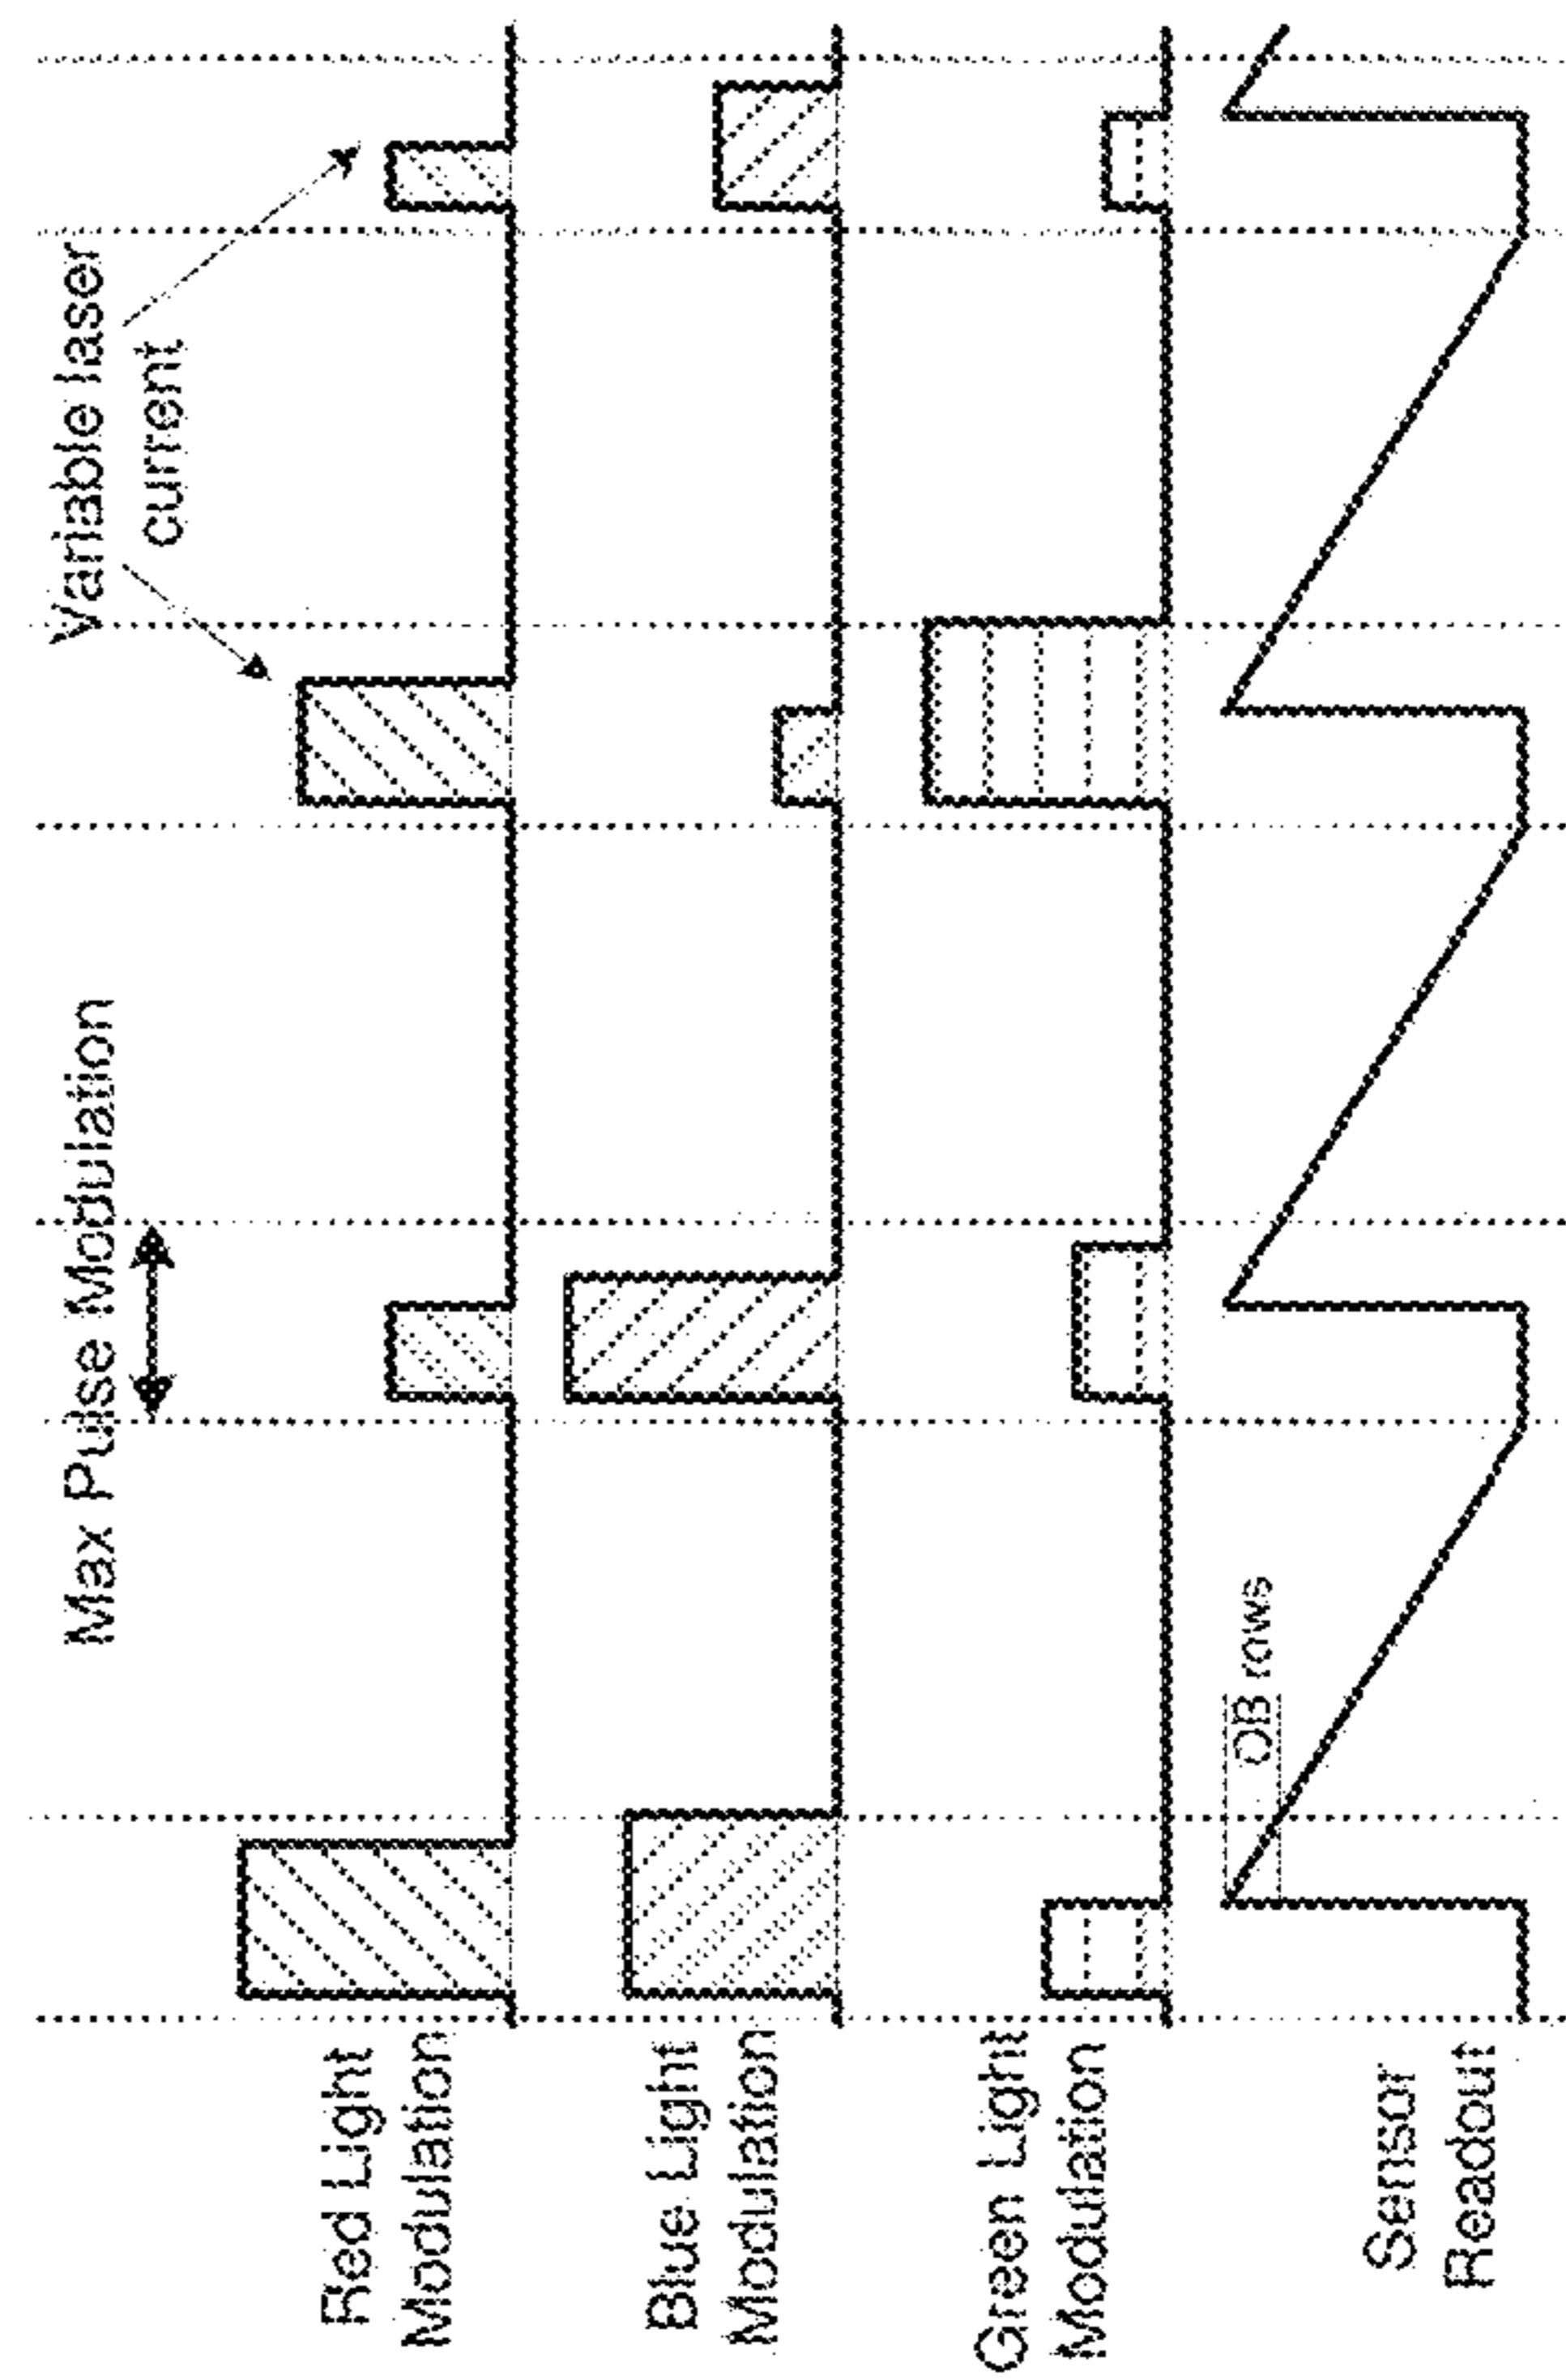 Max Pulse Modulation
Variable laser
current
Red Light
Modulation
Blue Light
Modulation
Green Light
Modulation
OB rows
Sensor
Readout